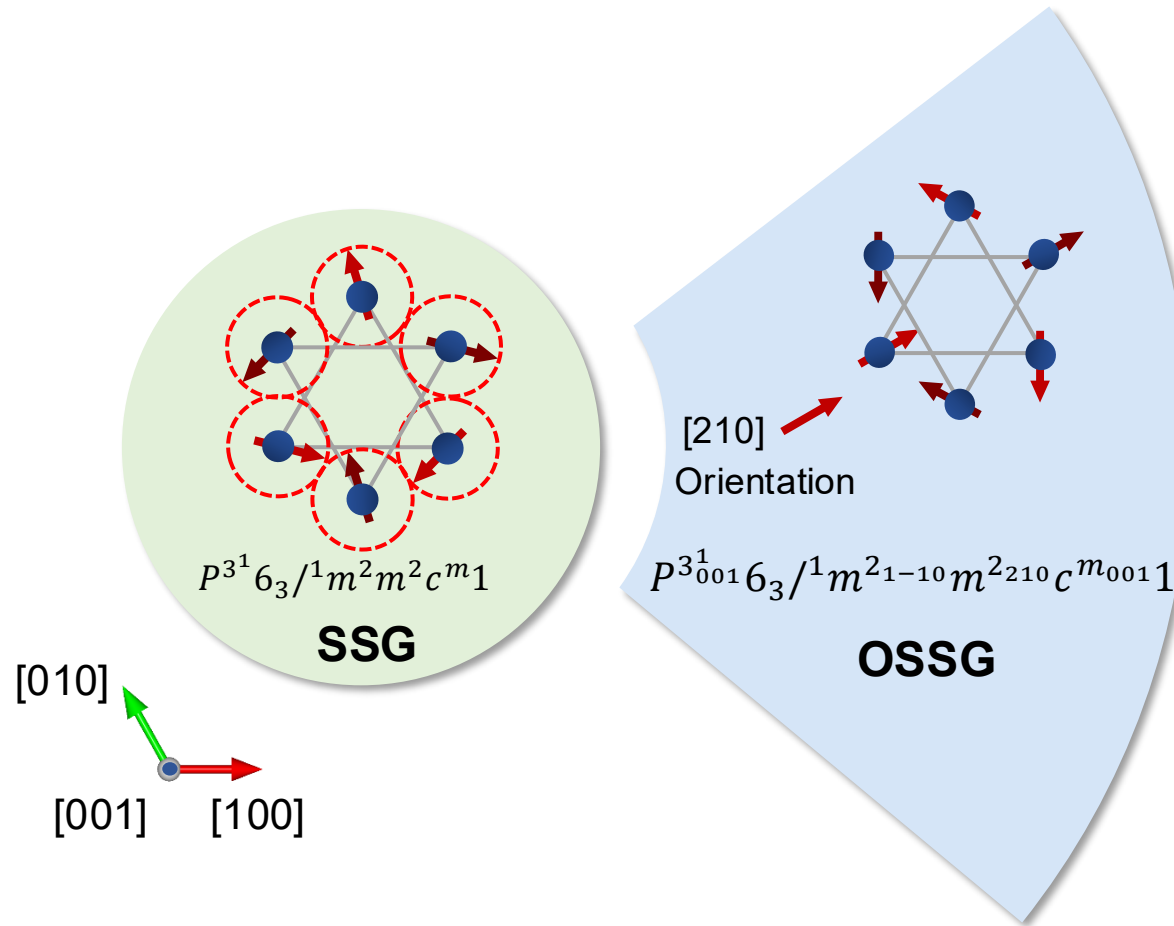 P^{3^1}6_3/^1m^2m^2c^m1
SSG
[210]
Orientation
P^{3^1_{001}}6_3/^1m^{2_{1-10}}m^{2_{210}}c^{m_{001}}1
OSSG
[010]
[001]
[100]